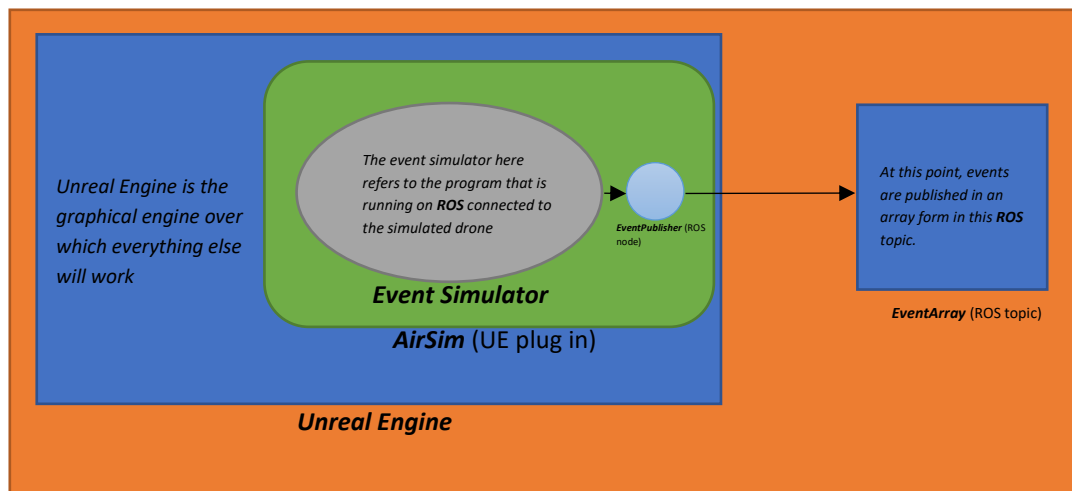 Unreal Engine is the
graphical engine over
which everything else
will work
The event simulator here
refers to the program that is
running on ROS connected to
the simulated drone
EventPublisher (ROS
node)
Event Simulator
AirSim (UE plug in)
Unreal Engine
At this point, events
are published in an
array form in this ROS
topic.
EventArray (ROS topic)